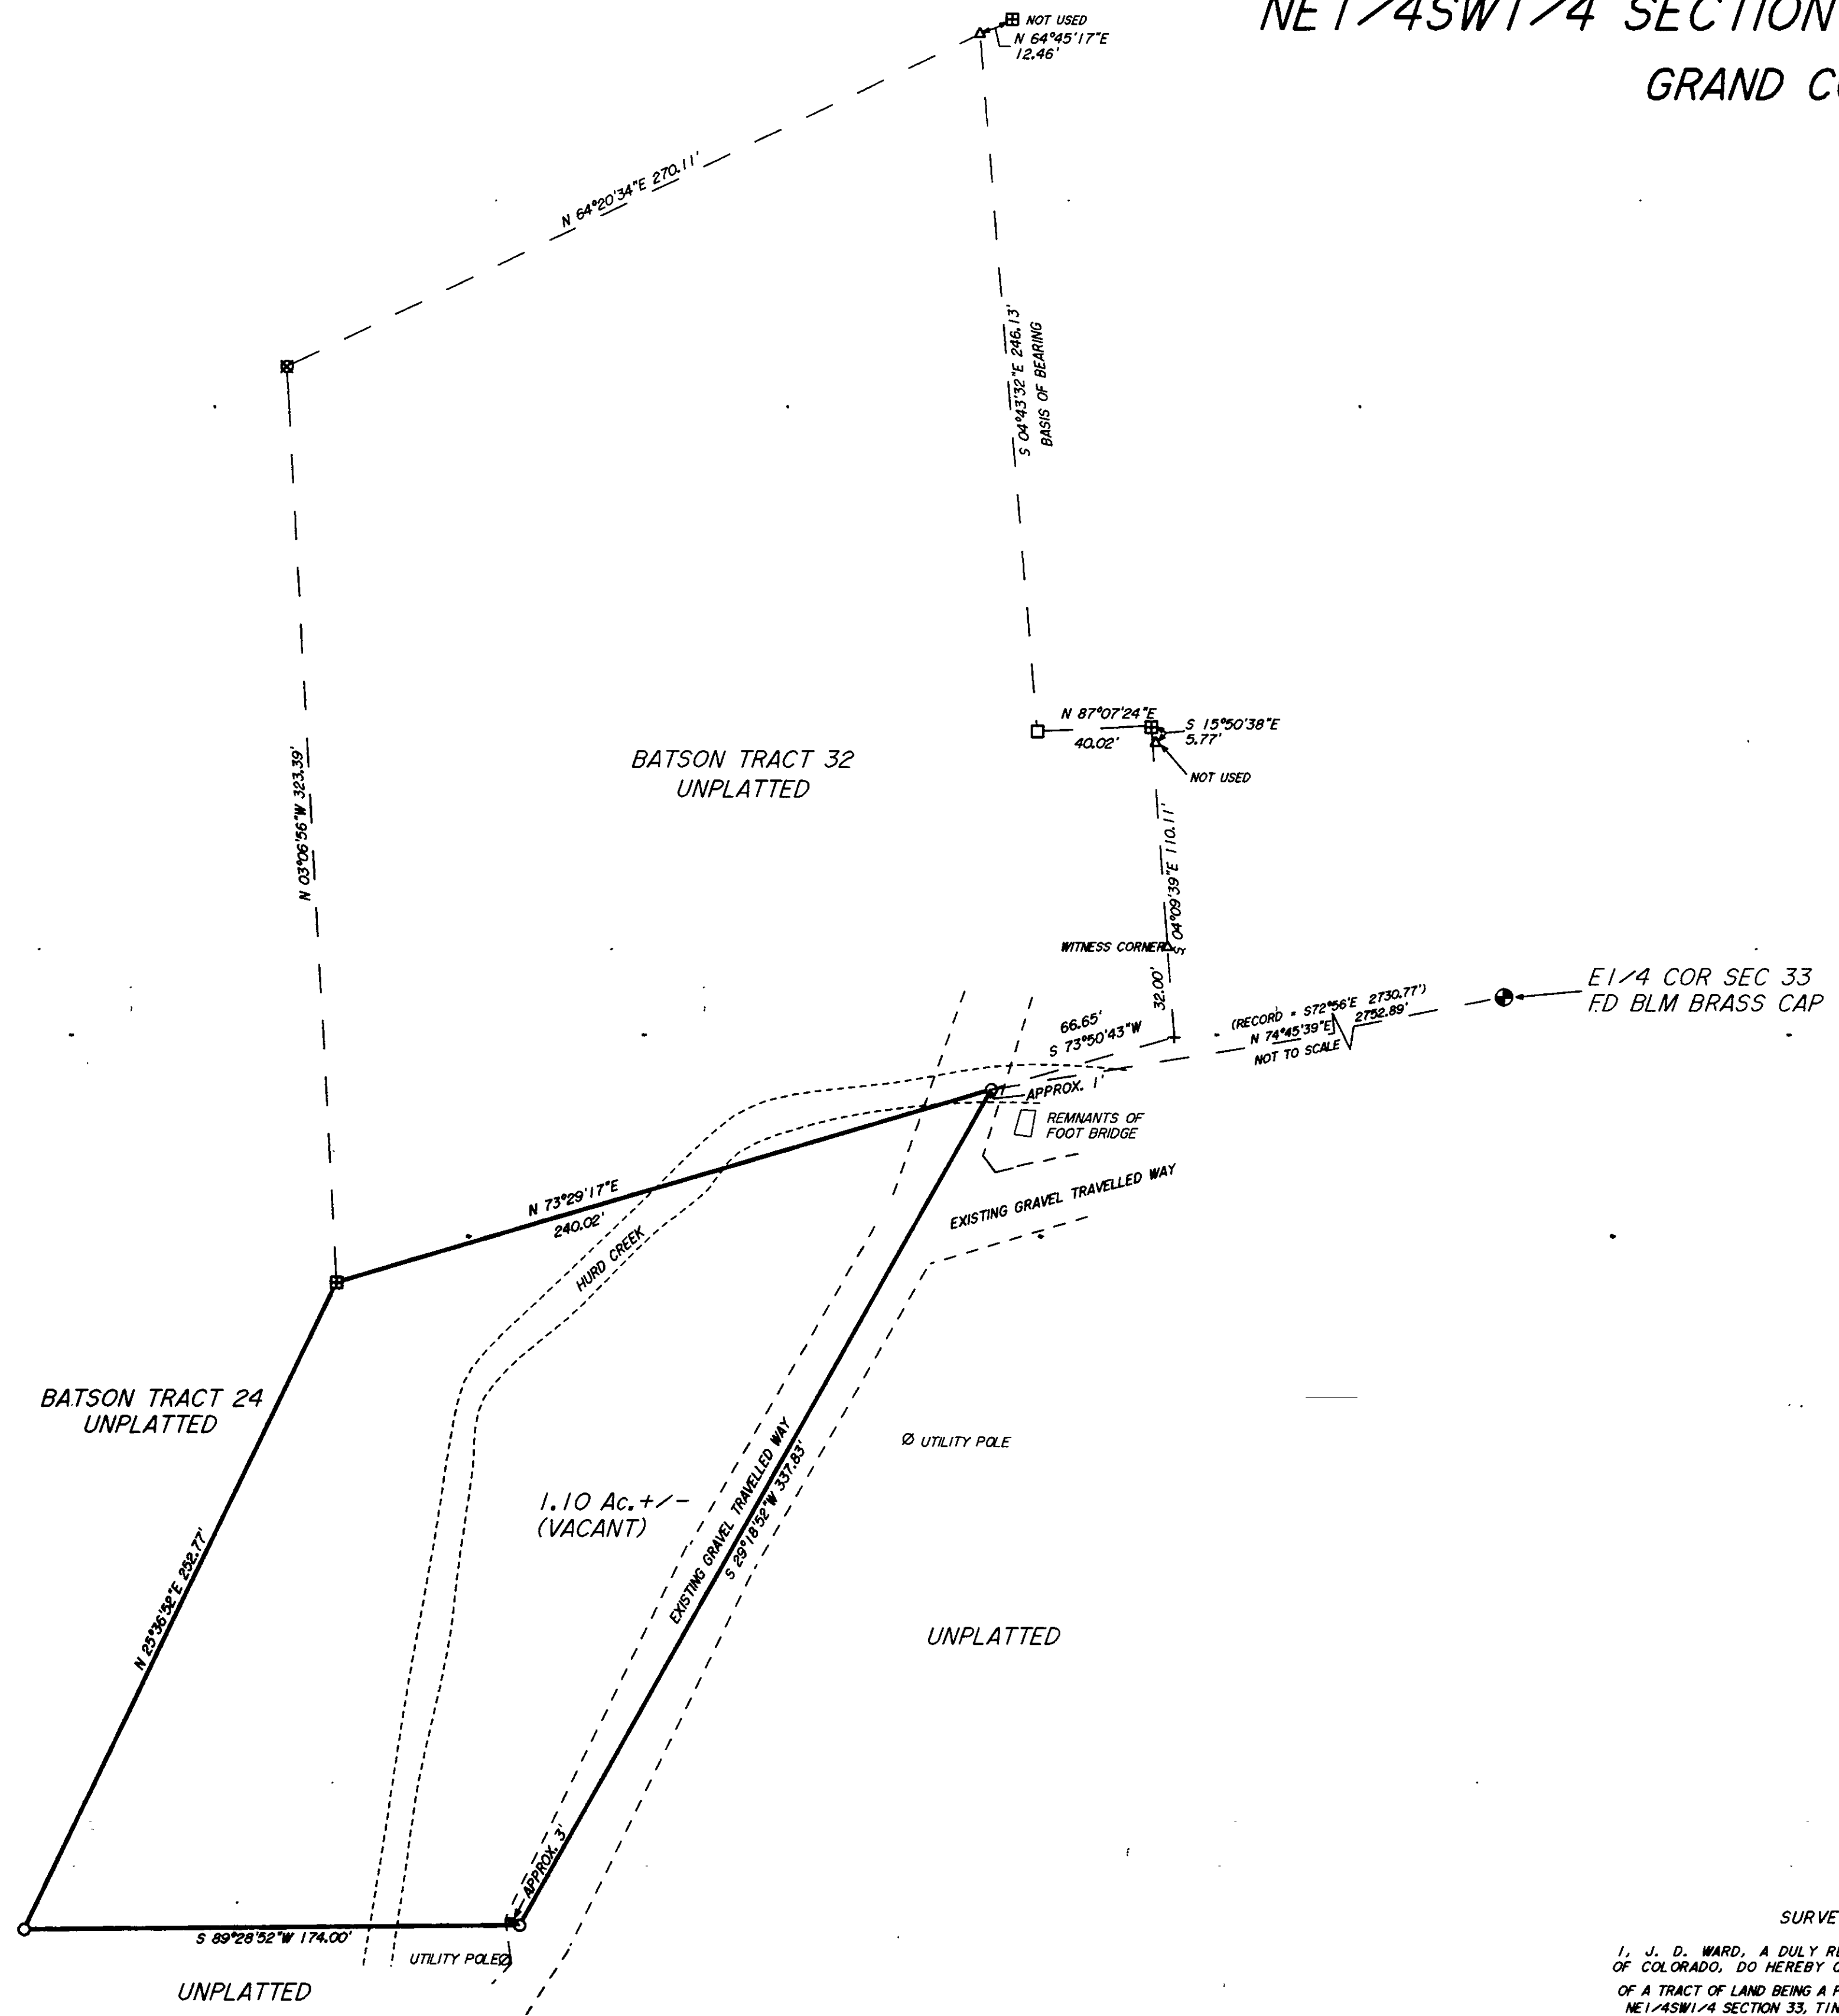 NE1/4SW1/4 SECTION
GRAND
NOT USED
N 64°45'17"E
12.46'
N 64°20'34"E 270.11'
S 04°43'32"E 246.13'
BASIS OF BEARING
N 87°07'24"E
40.02'
S 15°50'38"E
5.77'
NOT USED
BATSON TRACT 32
UNPLATTED
N 03°06'56"W 323.39'
S 04°09'39"E 110.11'
WITNESS CORNER
32.00'
E1/4 COR SEC 33
FD BLM BRASS CAP
(RECORD = S72°56'E 2730.77')
N 74°45'39"E 2752.89'
NOT TO SCALE
66.65'
S 73°50'43"W
APPROX. 1'
REMNANTS OF
FOOT BRIDGE
EXISTING GRAVEL TRAVELLED WAY
N 73°29'17"E
240.02'
HURD CREEK
BATSON TRACT 24
UNPLATTED
Ø UTILITY POLE
1.10 Ac.+/-
(VACANT)
EXISTING GRAVEL TRAVELLED WAY
S 29°18'52"W 337.83'
N 25°36'52"E 252.77'
UNPLATTED
APPROX. 3'
S 89°28'52"W 174.00'
UTILITY POLE
UNPLATTED
I, J. D. WARD, A DULY
OF COLORADO, DO HEREBY
OF A TRACT OF LAND BEING A
NE1/4SW1/4 SECTION 33,